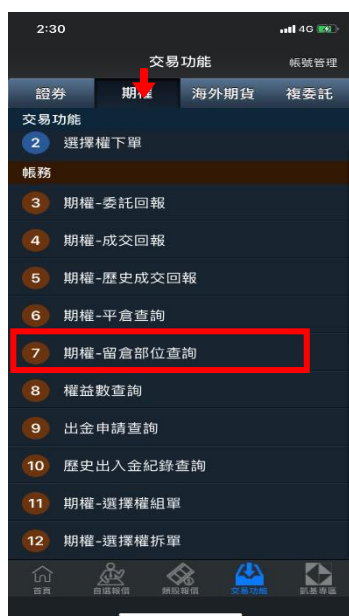 2:30
4G
交易功能
帳號管理
證券
期權
海外期貨
複委託
交易功能
2 選擇權下單
帳務
3 期權-委託回報
4 期權-成交回報
5 期權-歷史成交回報
6 期權-平倉查詢
7 期權-留倉部位查詢
8 權益數查詢
9 出金申請查詢
10 歷史出入金紀錄查詢
11 期權-選擇權組單
12 期權-選擇權拆單
首頁
自選報價
類股報價
交易功能
凱基專區